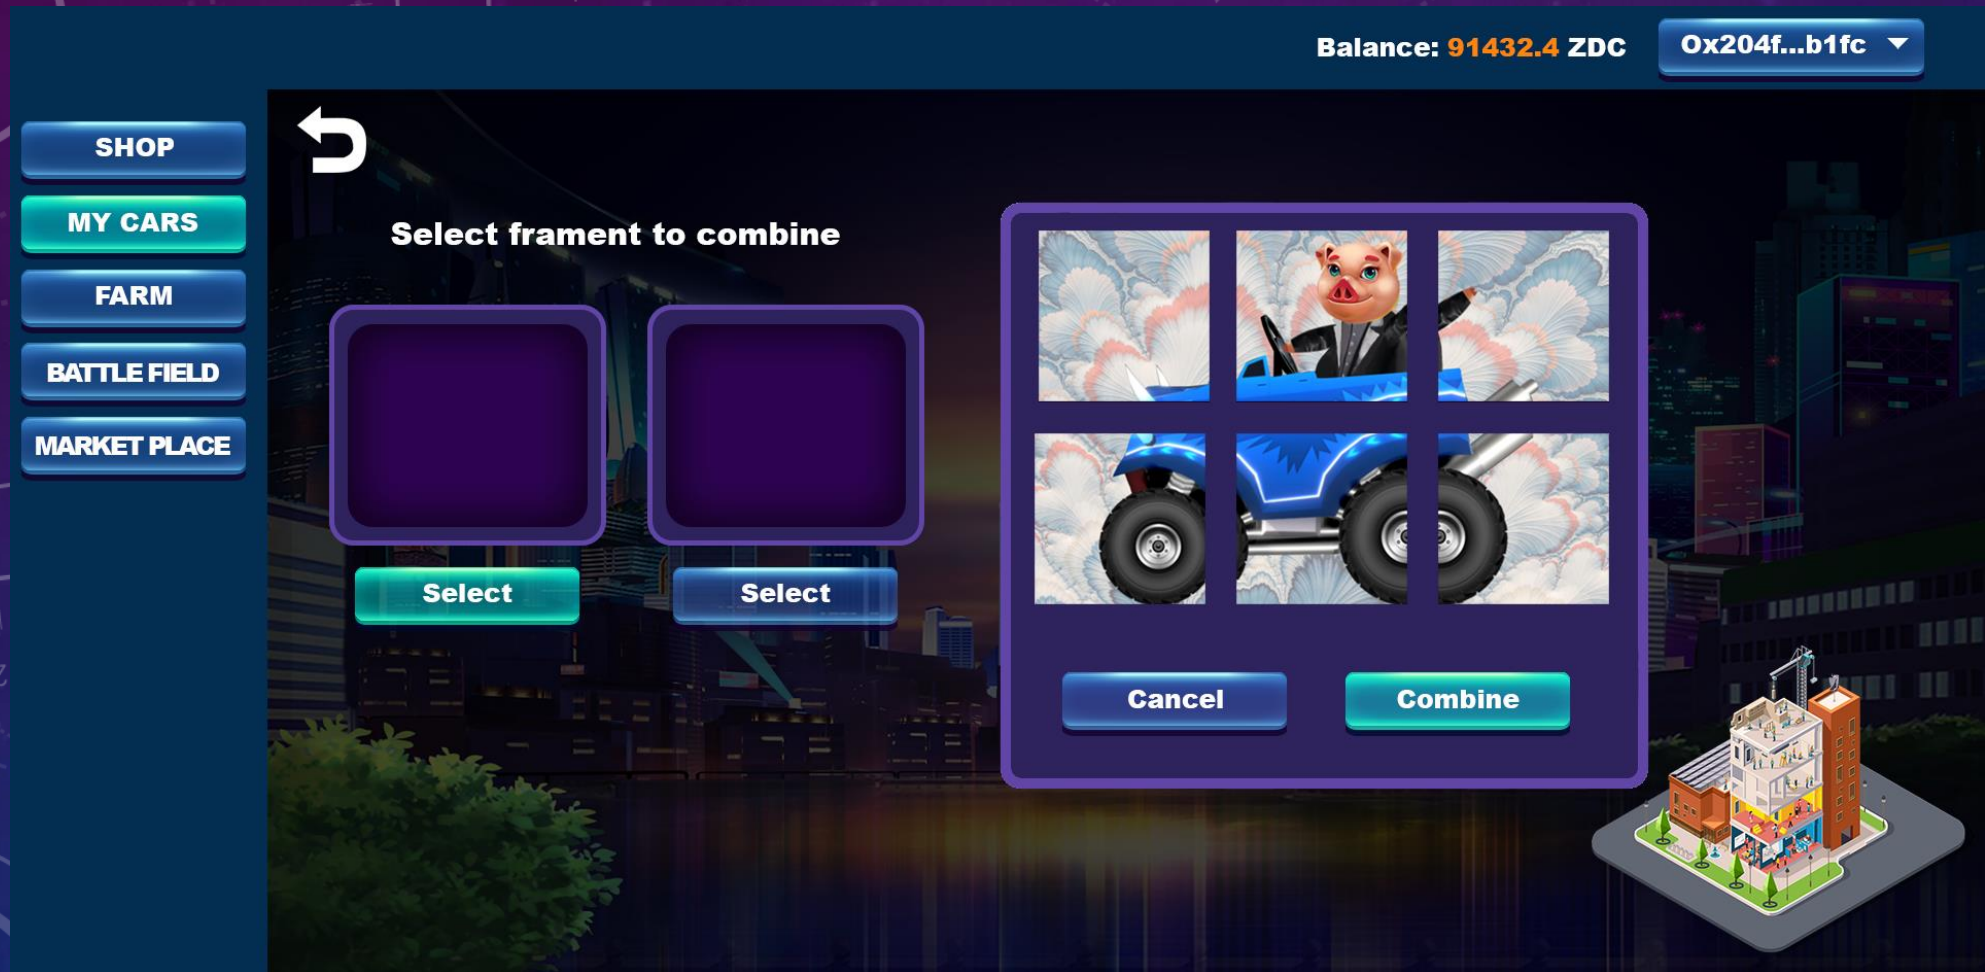 Balance: 91432.4 ZDC
Ox204f...b1fc
SHOP
MY CARS
FARM
BATTLE FIELD
MARKET PLACE
Select frament to combine
Select
Select
Cancel
Combine